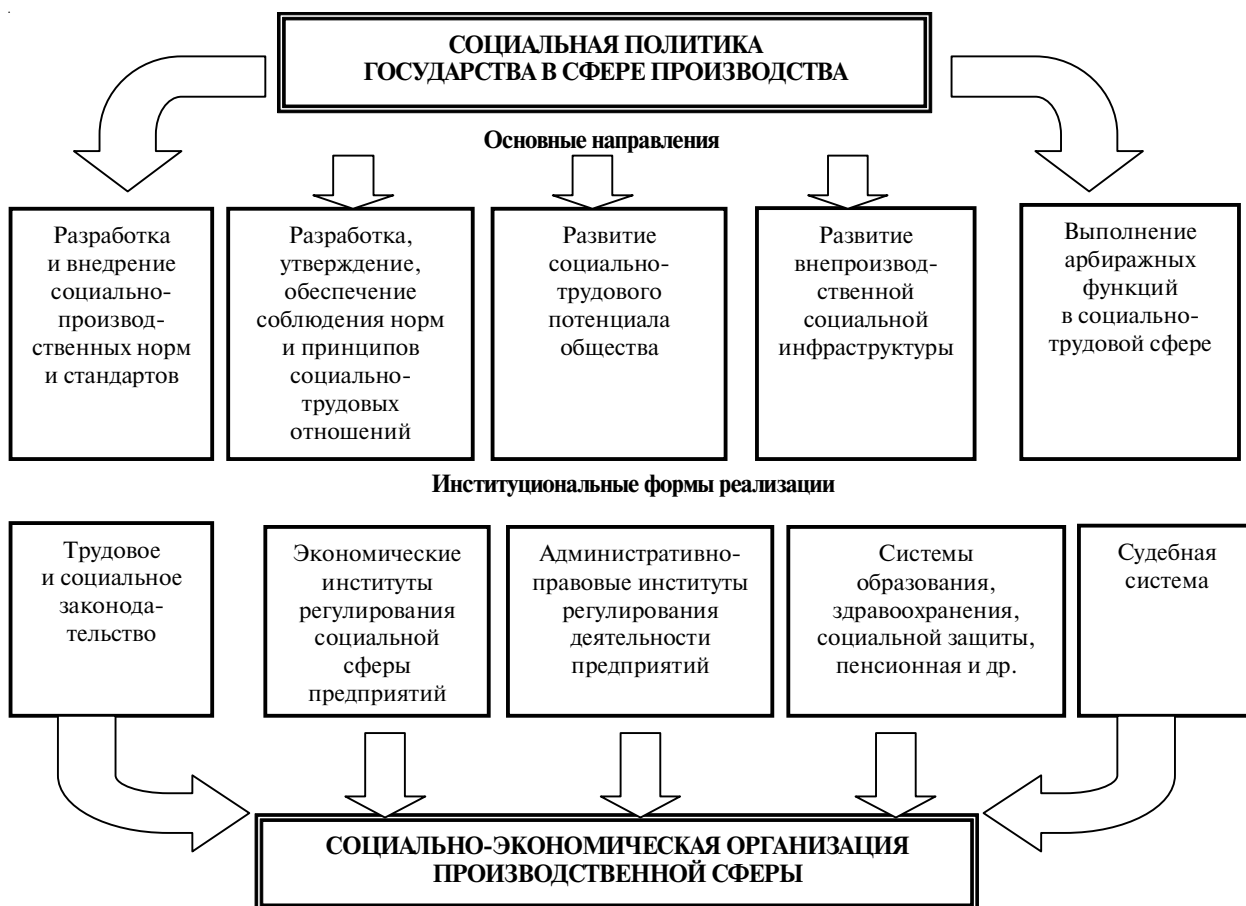 СОЦИАЛЬНАЯ ПОЛИТИКА
ГОСУДАРСТВА В СФЕРЕ ПРОИЗВОДСТВА
Основные направления
Разработка
и внедрение
социально-
производ-
ственных норм
и стандартов
Разработка,
утверждение,
обеспечение
соблюдения норм
и принципов
социально-
трудовых
отношений
Развитие
социально-
трудового
потенциала
общества
Развитие
внепроизвод-
ственной
социальной
инфраструктуры
Выполнение
арбиражных
функций
в социально-
трудовой сфере
Институциональные формы реализации
Трудовое
и социальное
законода-
тельство
Экономические
институты
регулирования
социальной
сферы
предприятий
Административно-
правовые институты
регулирования
деятельности
предприятий
Системы
образования,
здравоохранения,
социальной защиты,
пенсионная и др.
Судебная
система
СОЦИАЛЬНО-ЭКОНОМИЧЕСКАЯ ОРГАНИЗАЦИЯ
ПРОИЗВОДСТВЕННОЙ СФЕРЫ